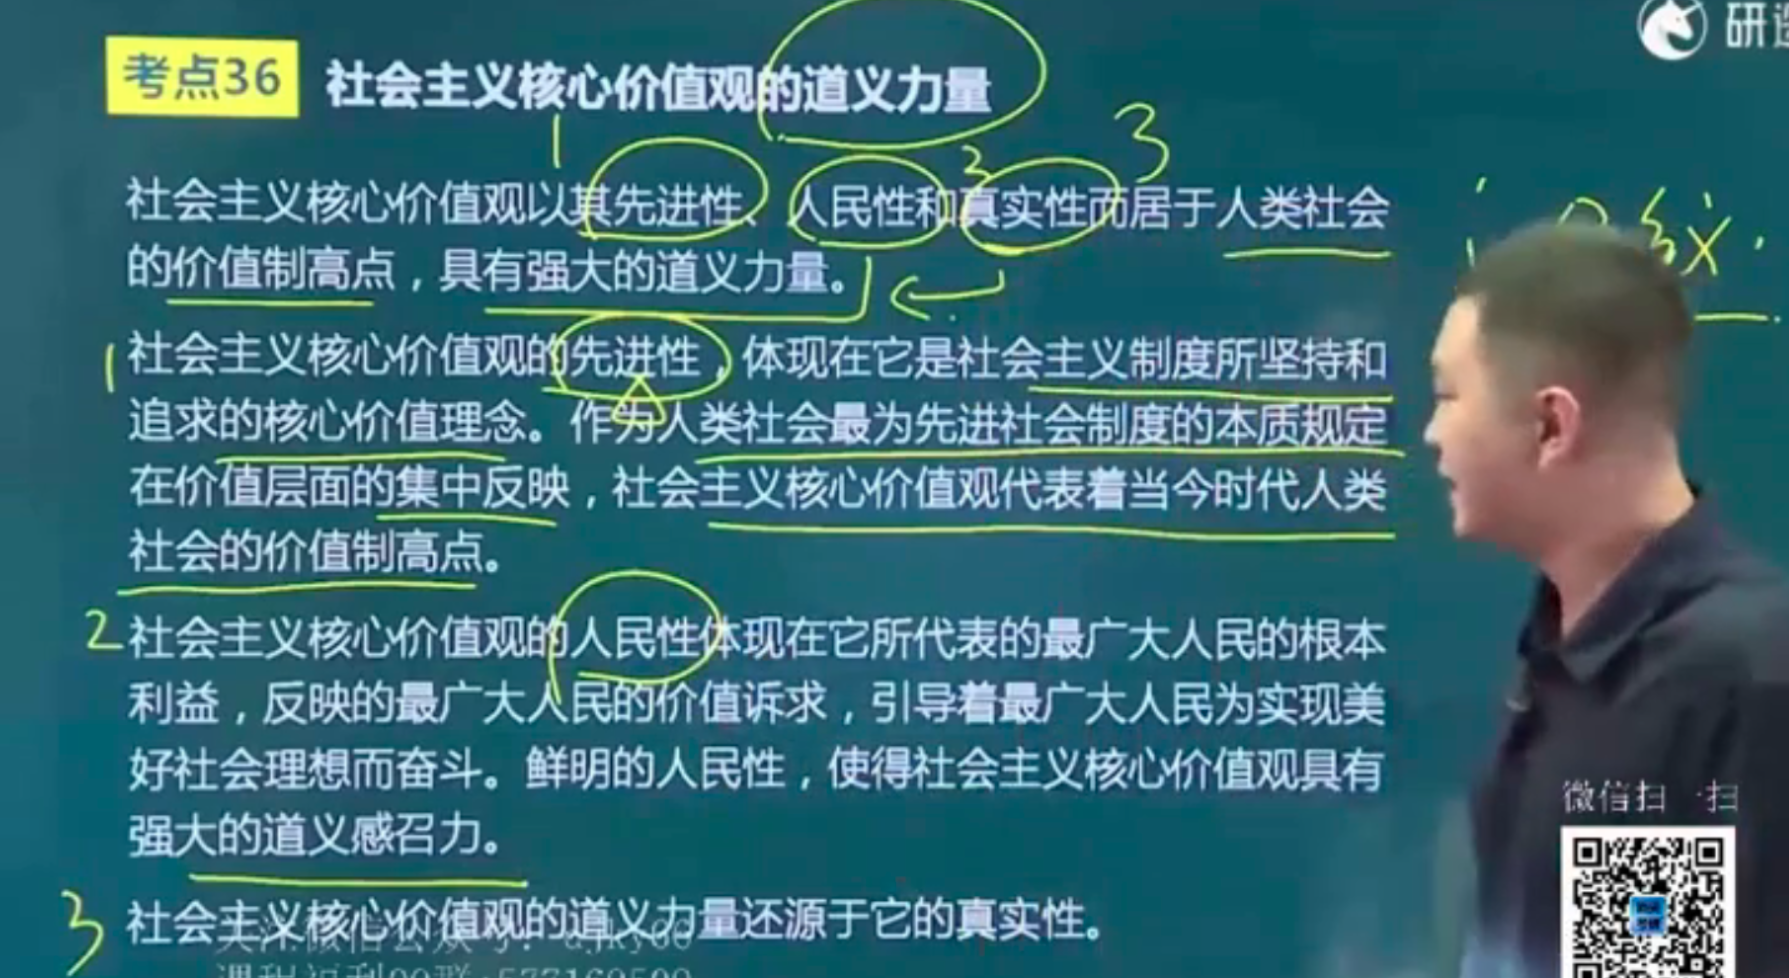 研
考点36 社会主义核心价值观的道义力量
1 2 3
社会主义核心价值观以其先进性、人民性和真实性而居于人类社会
的价值制高点，具有强大的道义力量。
1 社会主义核心价值观的先进性，体现在它是社会主义制度所坚持和
追求的核心价值理念。作为人类社会最为先进社会制度的本质规定
在价值层面的集中反映，社会主义核心价值观代表着当今时代人类
社会的价值制高点。
2 社会主义核心价值观的人民性体现在它所代表的最广大人民的根本
利益，反映的最广大人民的价值诉求，引导着最广大人民为实现美
好社会理想而奋斗。鲜明的人民性，使得社会主义核心价值观具有
强大的道义感召力。
微信扫一扫
3 社会主义核心价值观的道义力量还源于它的真实性。